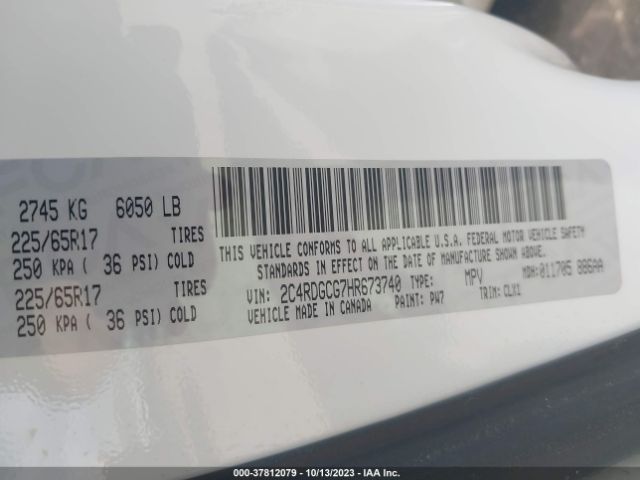 2745 KG 6050 LB
225/65R17 TIRES
250 KPA ( 36 PSI) COLD
225/65R17 TIRES
250 KPA ( 36 PSI) COLD
THIS VEHICLE CONFORMS TO ALL APPLICABLE U.S.A. FEDERAL MOTOR VEHICLE SAFETY
STANDARDS IN EFFECT ON THE DATE OF MANUFACTURE SHOWN ABOVE.
VIN: 2C4RDGCG7HR673740 TYPE: MPV MDH: 011705 886AA
VEHICLE MADE IN CANADA PAINT: PW7 TRIM: CLX1
000-37812079 - 10/13/2023 - IAA Inc.